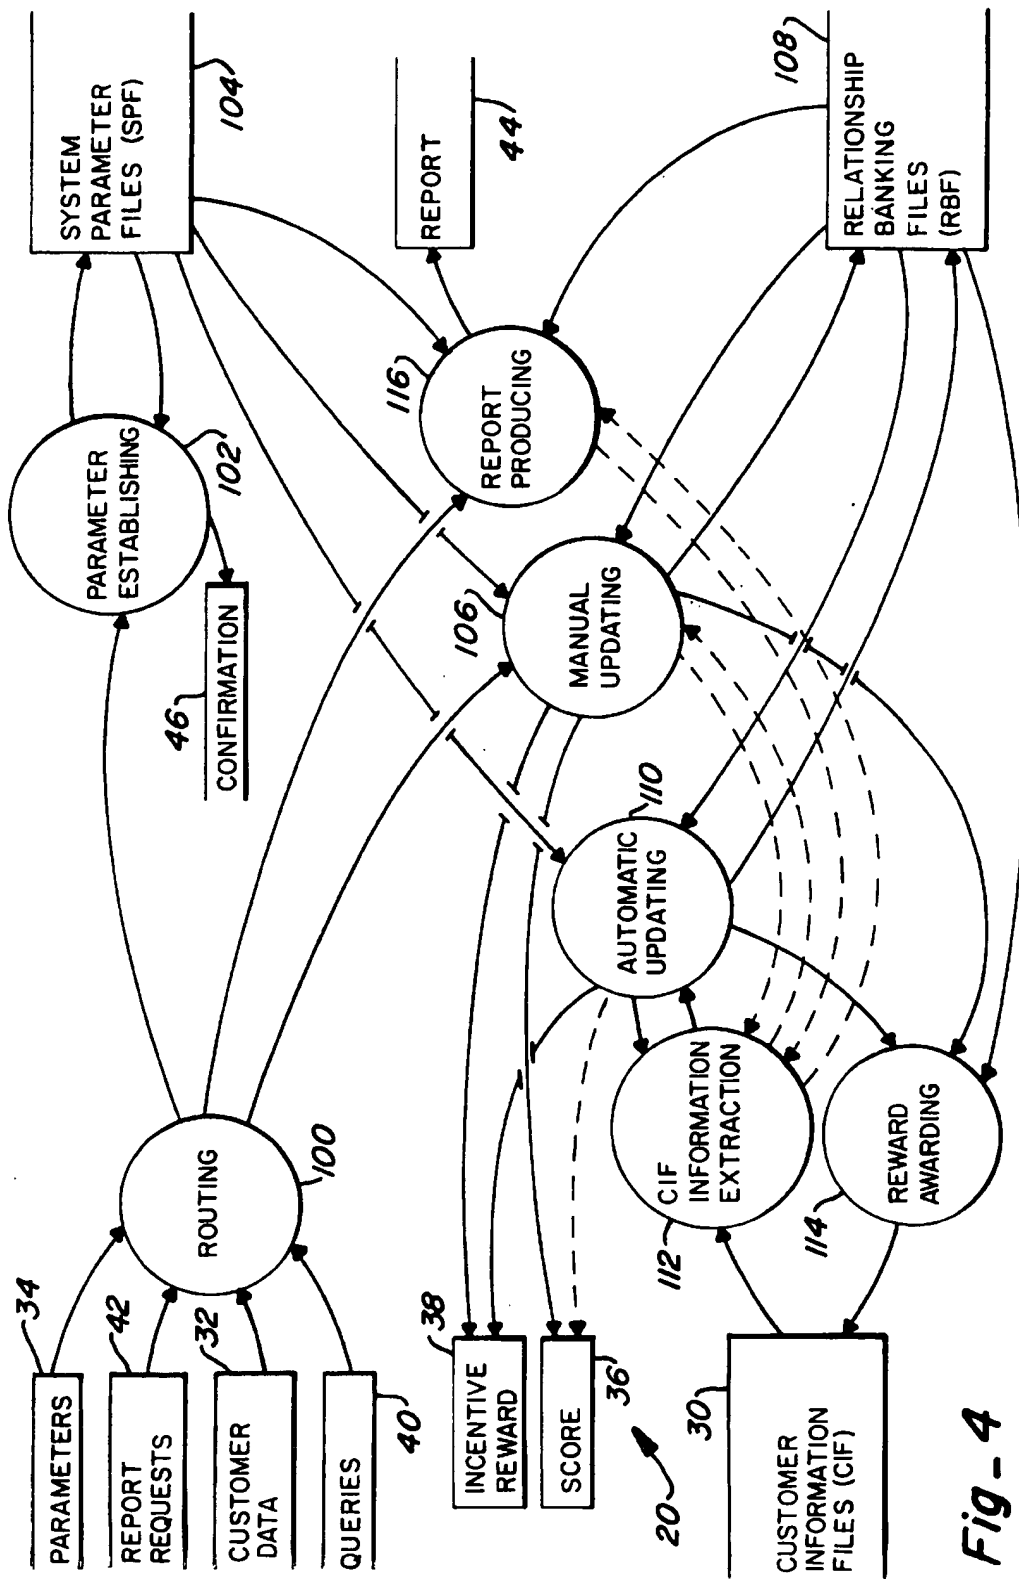 PARAMETERS
34
REPORT
REQUESTS
42
CUSTOMER
DATA
32
QUERIES
40
ROUTING
100
PARAMETER
ESTABLISHING
102
SYSTEM
PARAMETER
FILES (SPF)
104
46
CONFIRMATION
REPORT
44
116
REPORT
PRODUCING
106
MANUAL
UPDATING
110
AUTOMATIC
UPDATING
INCENTIVE
REWARD
38
SCORE
36
20
112
CIF
INFORMATION
EXTRACTION
114
REWARD
AWARDING
30
CUSTOMER
INFORMATION
FILES (CIF)
108
RELATIONSHIP
BANKING
FILES
(RBF)
Fig-4